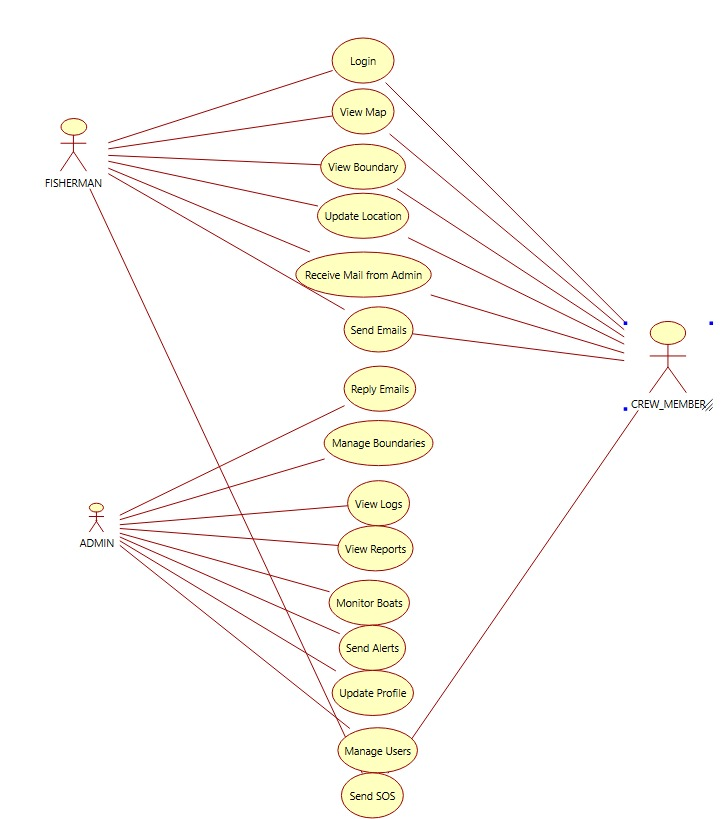 Login
View Map
FISHERMAN
View Boundary
Update Location
Receive Mail from Admin
Send Emails
Reply Emails
CREW_MEMBER
Manage Boundaries
View Logs
ADMIN
View Reports
Monitor Boats
Send Alerts
Update Profile
Manage Users
Send SOS